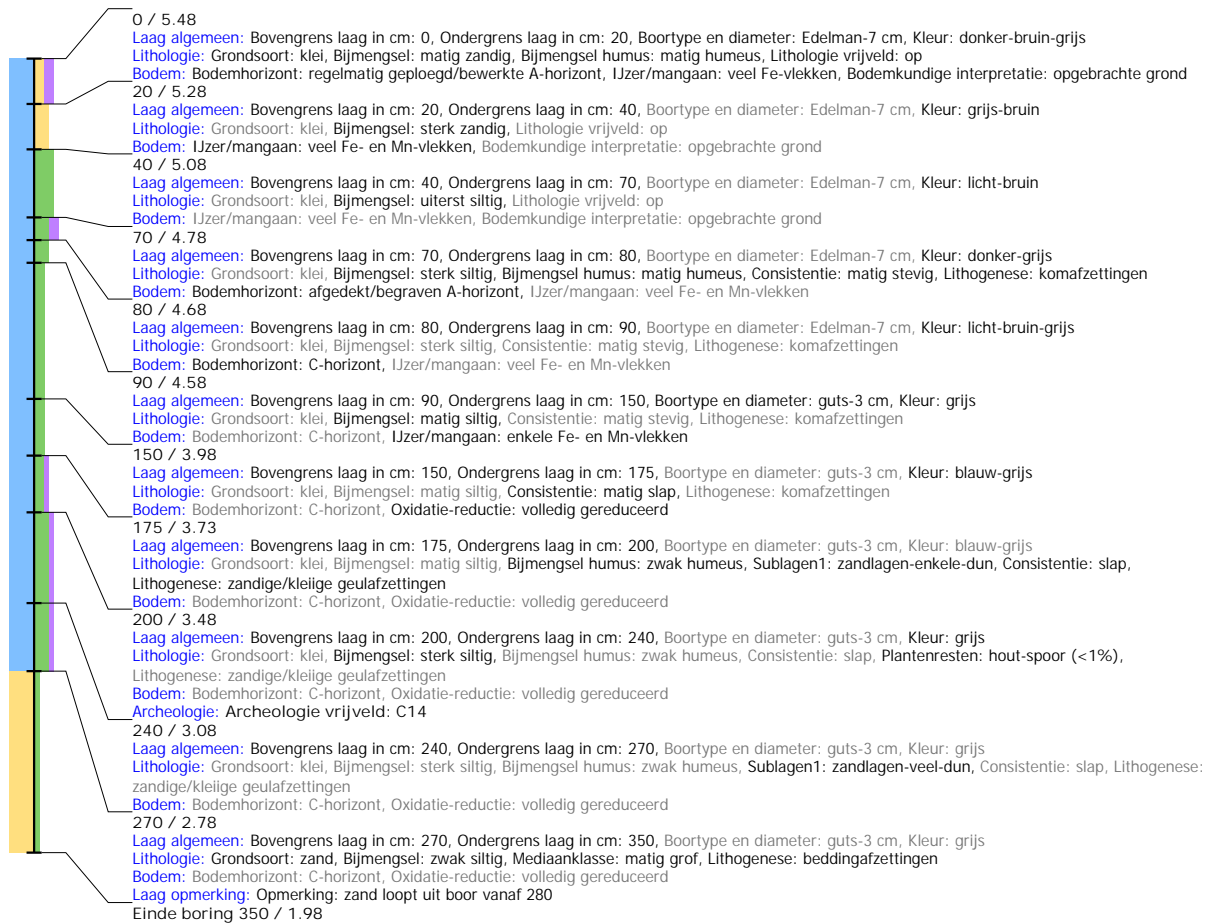 0 / 5.48
Laag algemeen: Bovengrens laag in cm: 0, Ondergrens laag in cm: 20, Boortype en diameter: Edelman-7 cm, Kleur: donker-bruin-grijs
Lithologie: Grondsoort: klei, Bijmengsel: matig zandig, Bijmengsel humus: matig humeus, Lithologie vrijveld: op
Bodem: Bodemhorizont: regelmatig geploegd/bewerkte A-horizont, IJzer/mangaan: veel Fe-vlekken, Bodemkundige interpretatie: opgebrachte grond
20 / 5.28
Laag algemeen: Bovengrens laag in cm: 20, Ondergrens laag in cm: 40, Boortype en diameter: Edelman-7 cm, Kleur: grijs-bruin
Lithologie: Grondsoort: klei, Bijmengsel: sterk zandig, Lithologie vrijveld: op
Bodem: IJzer/mangaan: veel Fe- en Mn-vlekken, Bodemkundige interpretatie: opgebrachte grond
40 / 5.08
Laag algemeen: Bovengrens laag in cm: 40, Ondergrens laag in cm: 70, Boortype en diameter: Edelman-7 cm, Kleur: licht-bruin
Lithologie: Grondsoort: klei, Bijmengsel: uiterst siltig, Lithologie vrijveld: op
Bodem: IJzer/mangaan: veel Fe- en Mn-vlekken, Bodemkundige interpretatie: opgebrachte grond
70 / 4.78
Laag algemeen: Bovengrens laag in cm: 70, Ondergrens laag in cm: 80, Boortype en diameter: Edelman-7 cm, Kleur: donker-grijs
Lithologie: Grondsoort: klei, Bijmengsel: sterk siltig, Bijmengsel humus: matig humeus, Consistentie: matig stevig, Lithogenese: komafzettingen
Bodem: Bodemhorizont: afgedekt/begraven A-horizont, IJzer/mangaan: veel Fe- en Mn-vlekken
80 / 4.68
Laag algemeen: Bovengrens laag in cm: 80, Ondergrens laag in cm: 90, Boortype en diameter: Edelman-7 cm, Kleur: licht-bruin-grijs
Lithologie: Grondsoort: klei, Bijmengsel: sterk siltig, Consistentie: matig stevig, Lithogenese: komafzettingen
Bodem: Bodemhorizont: C-horizont, IJzer/mangaan: veel Fe- en Mn-vlekken
90 / 4.58
Laag algemeen: Bovengrens laag in cm: 90, Ondergrens laag in cm: 150, Boortype en diameter: guts-3 cm, Kleur: grijs
Lithologie: Grondsoort: klei, Bijmengsel: matig siltig, Consistentie: matig stevig, Lithogenese: komafzettingen
Bodem: Bodemhorizont: C-horizont, IJzer/mangaan: enkele Fe- en Mn-vlekken
150 / 3.98
Laag algemeen: Bovengrens laag in cm: 150, Ondergrens laag in cm: 175, Boortype en diameter: guts-3 cm, Kleur: blauw-grijs
Lithologie: Grondsoort: klei, Bijmengsel: matig siltig, Consistentie: matig slap, Lithogenese: komafzettingen
Bodem: Bodemhorizont: C-horizont, Oxidatie-reductie: volledig gereduceerd
175 / 3.73
Laag algemeen: Bovengrens laag in cm: 175, Ondergrens laag in cm: 200, Boortype en diameter: guts-3 cm, Kleur: blauw-grijs
Lithologie: Grondsoort: klei, Bijmengsel: matig siltig, Bijmengsel humus: zwak humeus, Sublagen1: zandlagen-enkele-dun, Consistentie: slap,
Lithogenese: zandige/kleiige geulafzettingen
Bodem: Bodemhorizont: C-horizont, Oxidatie-reductie: volledig gereduceerd
200 / 3.48
Laag algemeen: Bovengrens laag in cm: 200, Ondergrens laag in cm: 240, Boortype en diameter: guts-3 cm, Kleur: grijs
Lithologie: Grondsoort: klei, Bijmengsel: sterk siltig, Bijmengsel humus: zwak humeus, Consistentie: slap, Plantenresten: hout-spoor (<1%),
Lithogenese: zandige/kleiige geulafzettingen
Bodem: Bodemhorizont: C-horizont, Oxidatie-reductie: volledig gereduceerd
Archeologie: Archeologie vrijveld: C14
240 / 3.08
Laag algemeen: Bovengrens laag in cm: 240, Ondergrens laag in cm: 270, Boortype en diameter: guts-3 cm, Kleur: grijs
Lithologie: Grondsoort: klei, Bijmengsel: sterk siltig, Bijmengsel humus: zwak humeus, Sublagen1: zandlagen-veel-dun, Consistentie: slap, Lithogenese:
zandige/kleiige geulafzettingen
Bodem: Bodemhorizont: C-horizont, Oxidatie-reductie: volledig gereduceerd
270 / 2.78
Laag algemeen: Bovengrens laag in cm: 270, Ondergrens laag in cm: 350, Boortype en diameter: guts-3 cm, Kleur: grijs
Lithologie: Grondsoort: zand, Bijmengsel: zwak siltig, Mediaanklasse: matig grof, Lithogenese: beddingafzettingen
Bodem: Bodemhorizont: C-horizont, Oxidatie-reductie: volledig gereduceerd
Laag opmerking: Opmerking: zand loopt uit boor vanaf 280
Einde boring 350 / 1.98